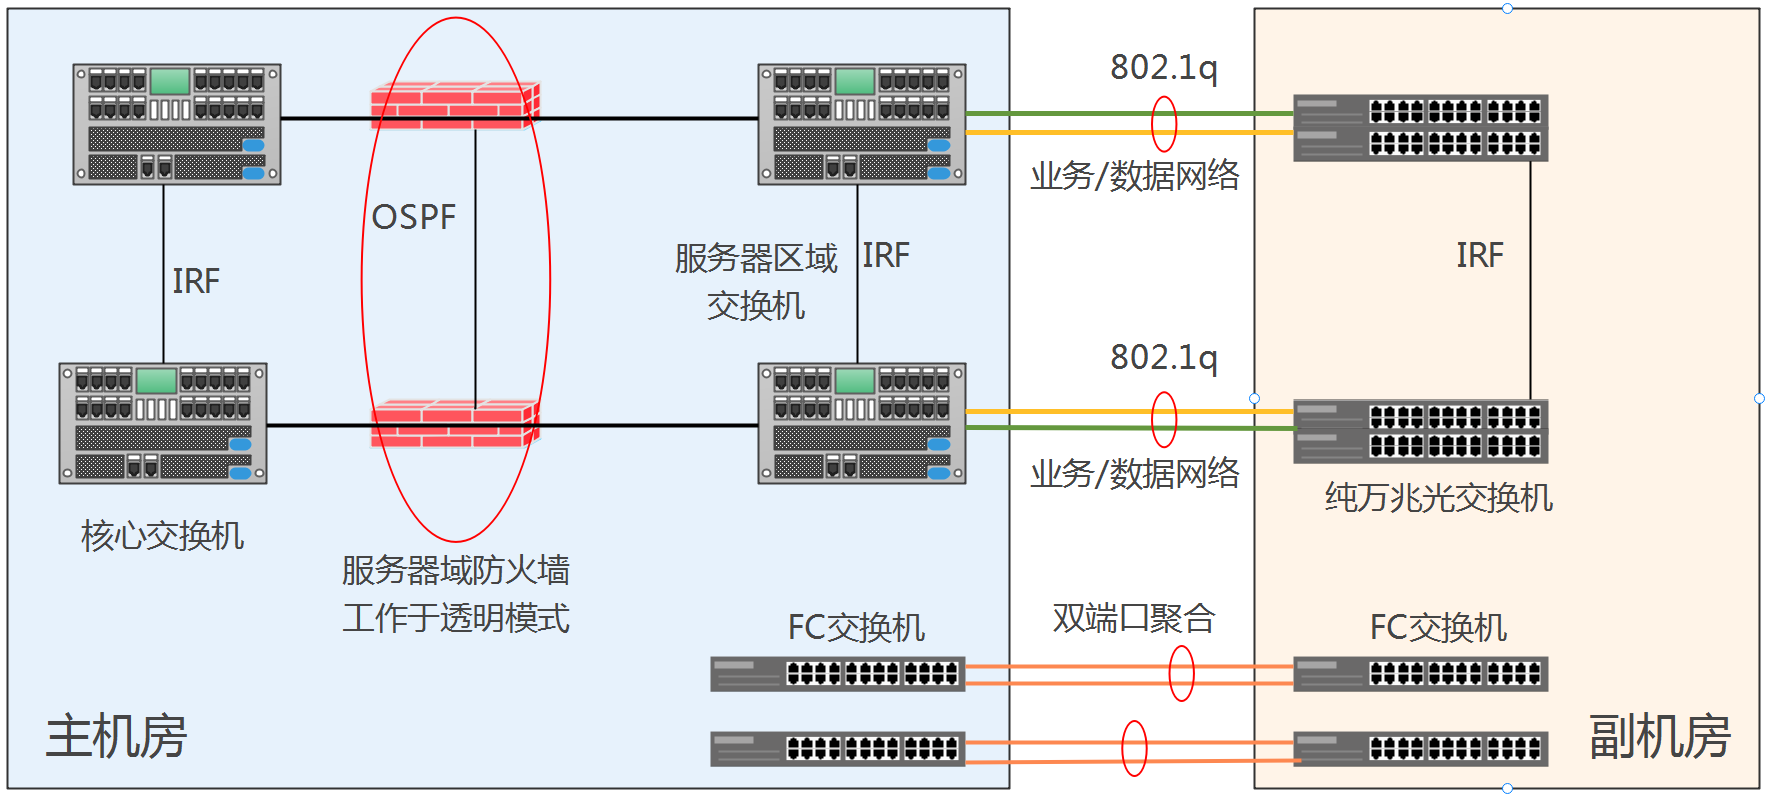 802.1q
业务/数据网络
OSPF
IRF
服务器区域
交换机
IRF
IRF
802.1q
业务/数据网络
纯万兆光交换机
核心交换机
服务器域防火墙
工作于透明模式
FC交换机
双端口聚合
FC交换机
主机房
副机房